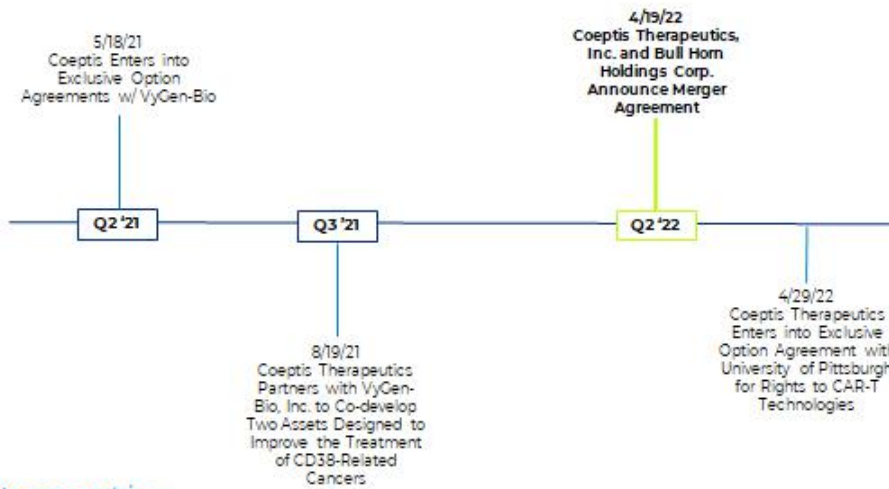 5/18/21
Coeptis Enters into
Exclusive Option
Agreements w/ VyGen-Bio
4/19/22
Coeptis Therapeutics,
Inc. and Bull Horn
Holdings Corp.
Announce Merger
Agreement
Q2 '21
Q3 '21
Q2 '22
8/19/21
Coeptis Therapeutics
Partners with VyGen-
Bio, Inc. to Co-develop
Two Assets Designed to
Improve the Treatment
of CD38-Related
Cancers
4/29/22
Coeptis Therapeutics
Enters into Exclusive
Option Agreement with
University of Pittsburgh
for Rights to CAR-T
Technologies